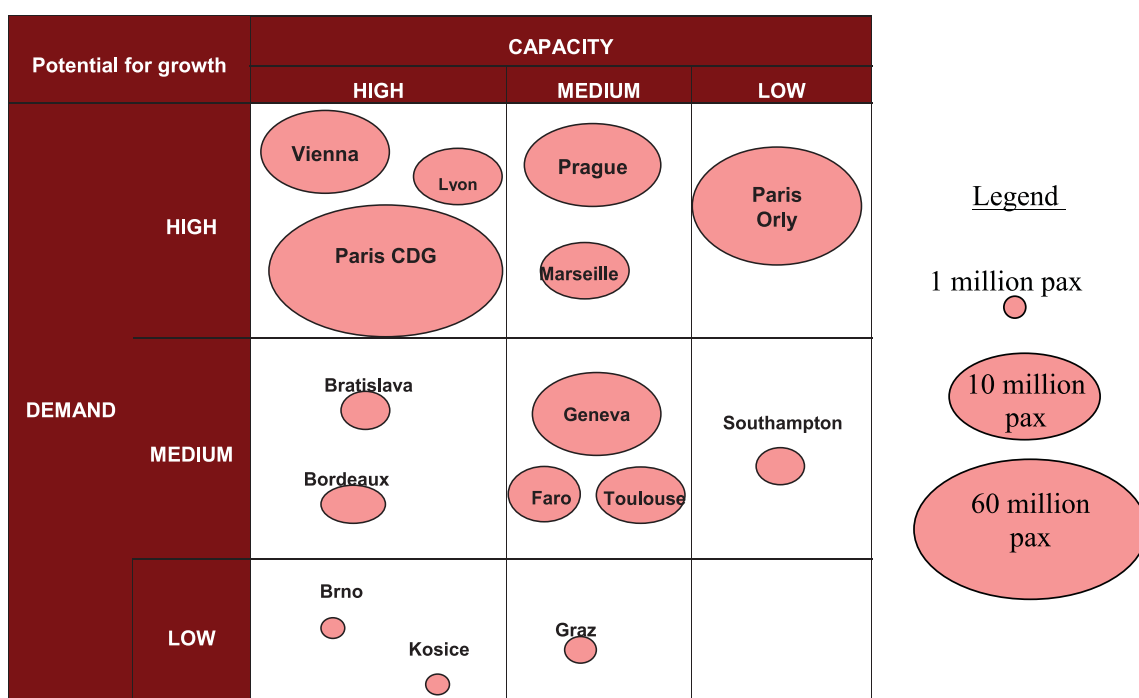 Potential for growth
CAPACITY
HIGH
MEDIUM
LOW
DEMAND
HIGH
Vienna
Lyon
Paris CDG
Prague
Marseille
Paris
Orly
MEDIUM
Bratislava
Bordeaux
Geneva
Faro
Toulouse
Southampton
LOW
Brno
Kosice
Graz
Legend
1 million pax
10 million
pax
60 million
pax